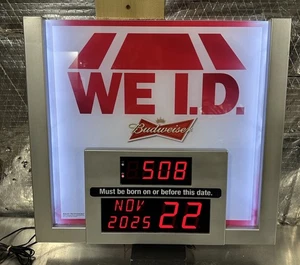 WE I.D.
Budweiser
508
Must be born on or before this date.
NOV
2025 22